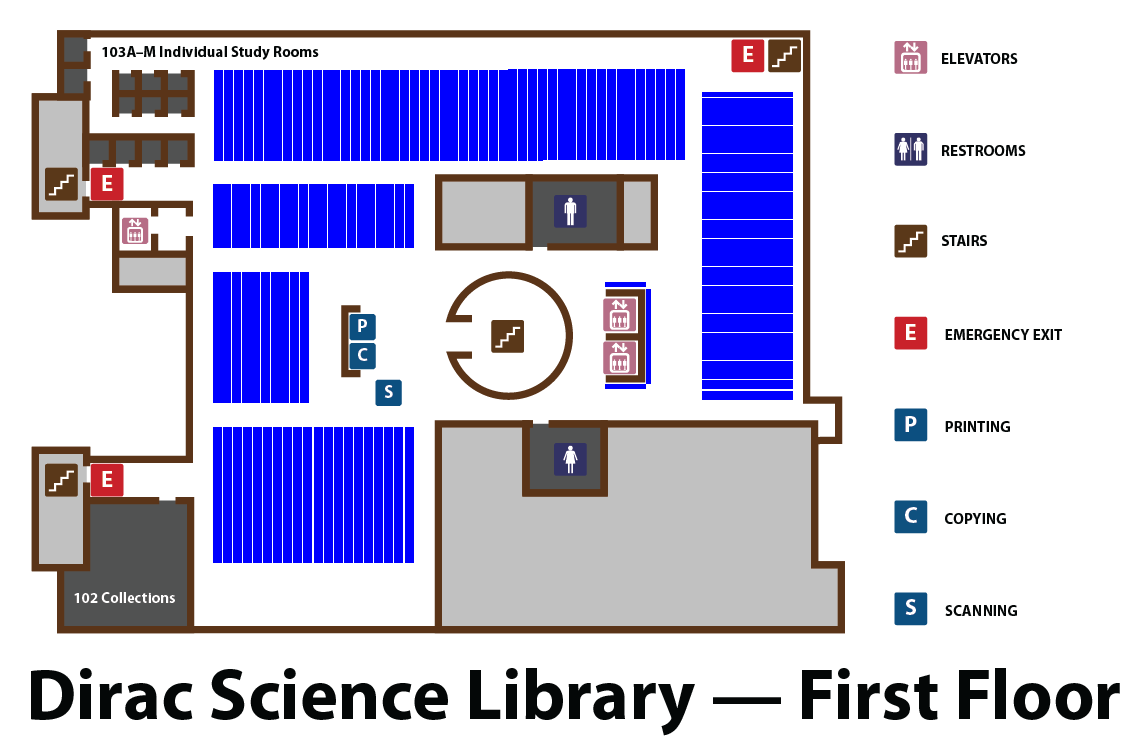 103A–M Individual Study Rooms
E
ELEVATORS
RESTROOMS
E
STAIRS
P
C
E
EMERGENCY EXIT
S
P
PRINTING
E
C
COPYING
102 Collections
S
SCANNING
Dirac Science Library — First Floor